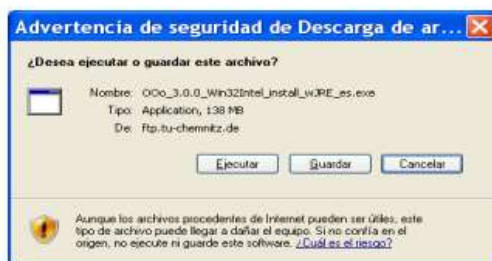 Advertencia de seguridad de Descarga de ar...
¿Desea ejecutar o guardar este archivo?
Nombre: OOo_3.0.0_Win32Intel_install_wJRE_es.exe
Tipo: Application, 138 MB
De: ftp.tu-chemnitz.de
Ejecutar Guardar Cancelar
Aunque los archivos procedentes de Internet pueden ser útiles, este
tipo de archivo puede llegar a dañar el equipo. Si no confía en el
origen, no ejecute ni guarde este software. ¿Cuál es el riesgo?